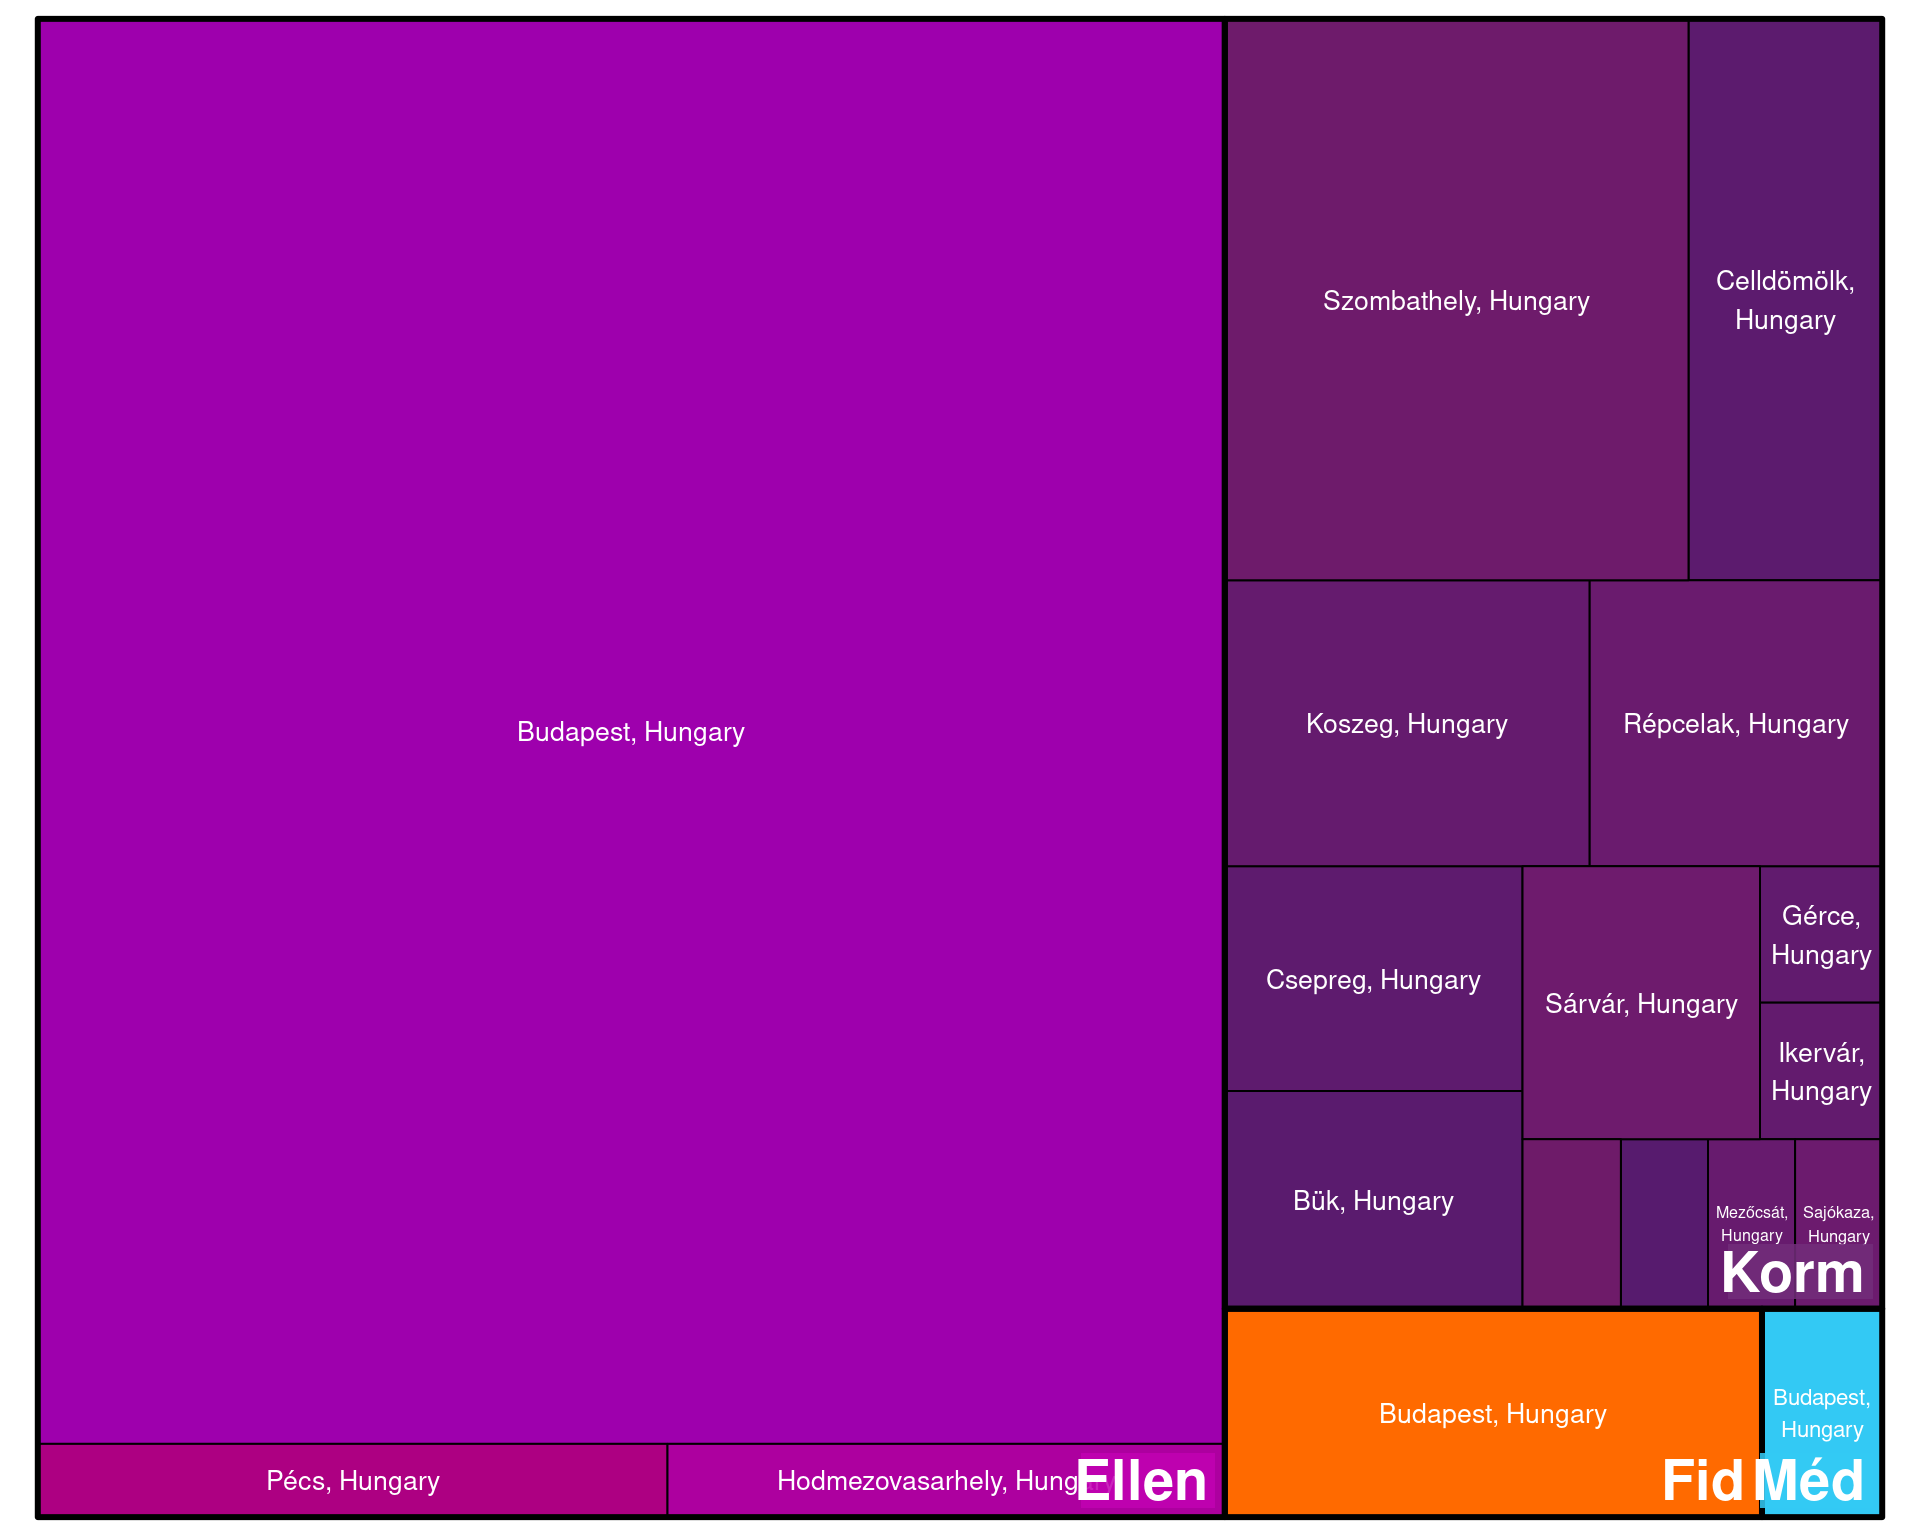 Budapest, Hungary
Pécs, Hungary
Hodmezovasarhely, Hungary
Ellen
Szombathely, Hungary
Celldömölk,
Hungary
Koszeg, Hungary
Répcelak, Hungary
Csepreg, Hungary
Sárvár, Hungary
Gérce,
Hungary
Ikervár,
Hungary
Bük, Hungary
Mezőcsát,
Hungary
Sajókaza,
Hungary
Korm
Budapest, Hungary
Fid
Budapest,
Hungary
Méd